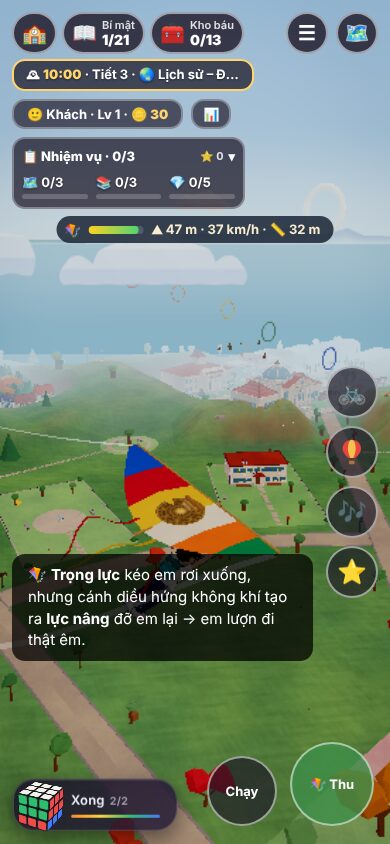 Bí mật
1/21
Kho báu
0/13
10:00 · Tiết 3 · Lịch sử – Đ...
Khách · Lv 1 · 30
Nhiệm vụ · 0/3
0
0/3
0/3
0/5
47 m · 37 km/h · 32 m
Trọng lực kéo em rơi xuống,
nhưng cánh diều hứng không khí tạo
ra lực nâng đỡ em lại → em lượn đi
thật êm.
Xong 2/2
Chạy
Thu